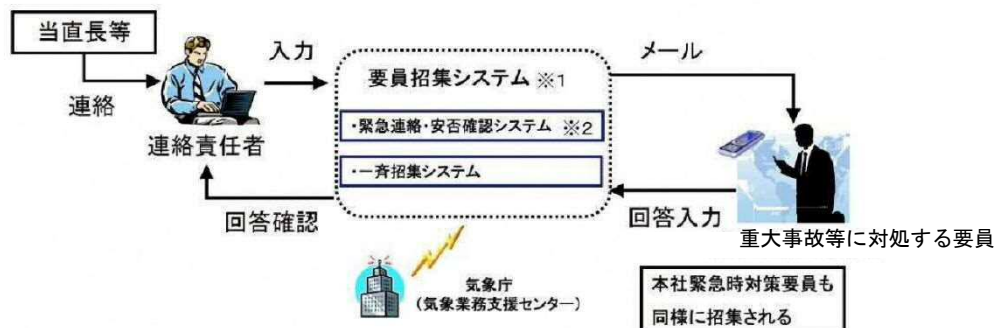 当直長等
連絡
連絡責任者
入力
要員招集システム ※1
・緊急連絡・安否確認システム ※2
・一斉招集システム
メール
回答確認
回答入力
重大事故等に対処する要員
気象庁
(気象業務支援センター)
本社緊急時対策要員も
同様に招集される